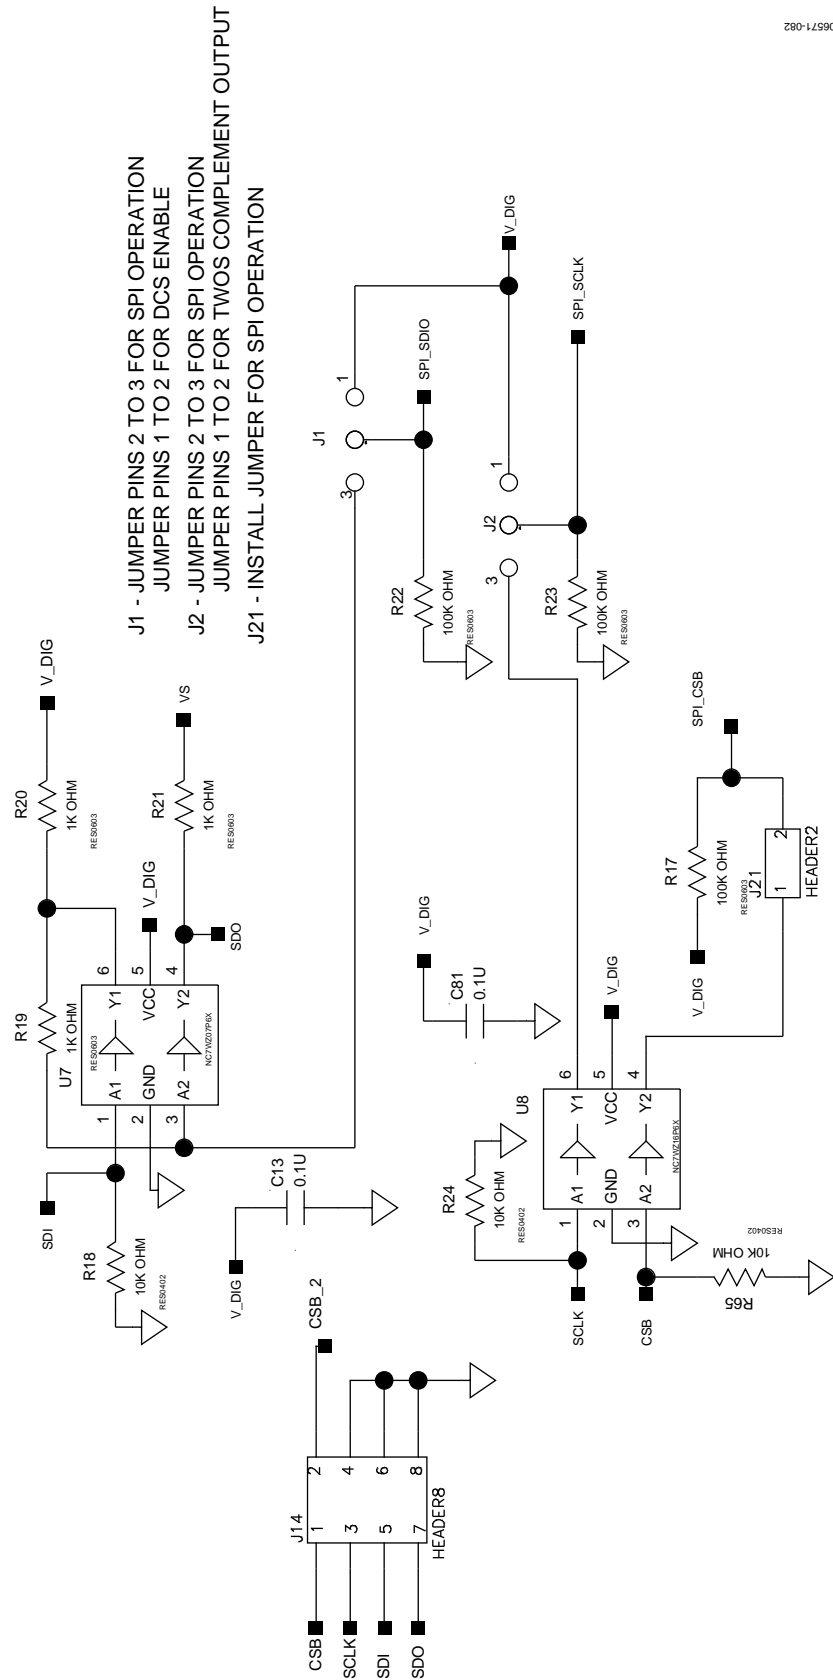 J1 - JUMPER PINS 2 TO 3 FOR SPI OPERATION
JUMPER PINS 1 TO 2 FOR DCS ENABLE
J2 - JUMPER PINS 2 TO 3 FOR SPI OPERATION
JUMPER PINS 1 TO 2 FOR TWOS COMPLEMENT OUTPUT
J21 - INSTALL JUMPER FOR SPI OPERATION
SDI
R18
10K OHM
RES0402
U7
RES0603
NC7WZ07P6X
1
A1
Y1
6
2
GND
VCC
5
3
A2
Y2
4
R19
1K OHM
R20
1K OHM
RES0603
V_DIG
V_DIG
R21
1K OHM
RES0603
VS
SDO
V_DIG
C13
0.1U
J1
3
1
SPI_SDIO
R22
100K OHM
RES0603
V_DIG
J2
3
1
SPI_SCLK
R23
100K OHM
RES0603
CSB
SCLK
SDI
SDO
J14
1
2
3
4
5
6
7
8
HEADER8
CSB_2
V_DIG
C81
0.1U
R24
10K OHM
RES0402
SCLK
CSB
U8
1
A1
Y1
6
2
GND
VCC
5
3
A2
Y2
4
NC7WZ16P6X
V_DIG
R65
10K OHM
RES0402
V_DIG
R17
100K OHM
RES0603
J21
1
2
HEADER2
SPI_CSB
06571-082